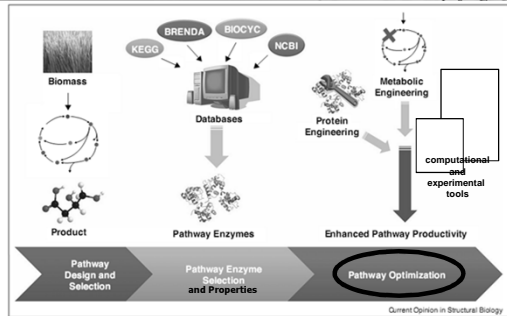 BRENDA
BIOCYC
KEGG
NCBI
Biomass
Databases
Metabolic
Engineering
Protein
Engineering
computational
and
experimental
tools
Product
Pathway Enzymes
Enhanced Pathway Productivity
Pathway
Design and
Selection
Pathway Enzyme
Selection
and Properties
Pathway Optimization
Current Opinion in Structural Biology